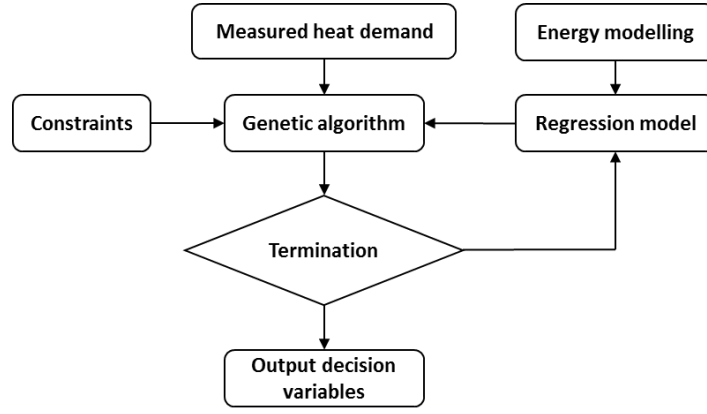 Measured heat demand
Energy modelling
Constraints
Genetic algorithm
Regression model
Termination
Output decision
variables